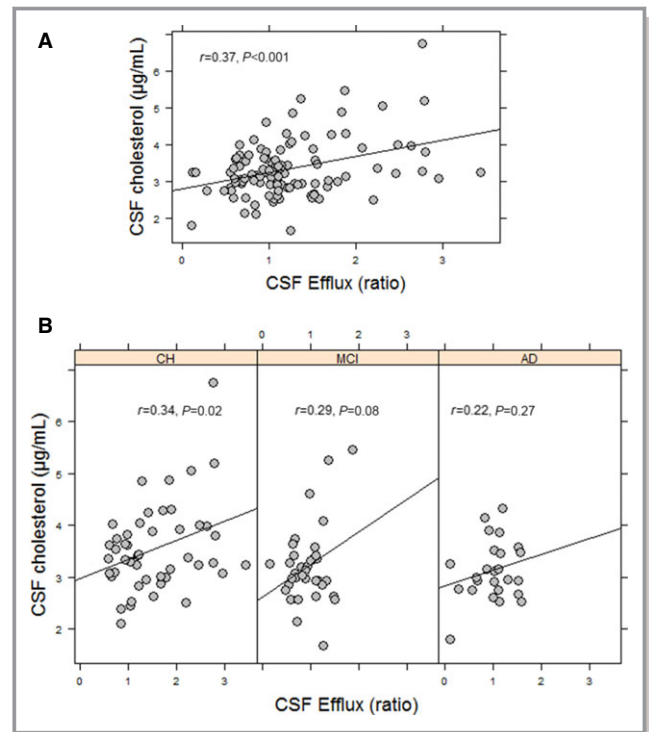 A
r=0.37, P<0.001
CSF cholesterol (µg/mL)
6
5
4
3
2
0 1 2 3
CSF Efflux (ratio)
B
0 1 3
CH MCI AD
r=0.34, P=0.02 r=0.29, P=0.08 r=0.22, P=0.27
CSF cholesterol (µg/mL)
6
5
4
3
2
0 1 2 3 0 1 2 3
CSF Efflux (ratio)